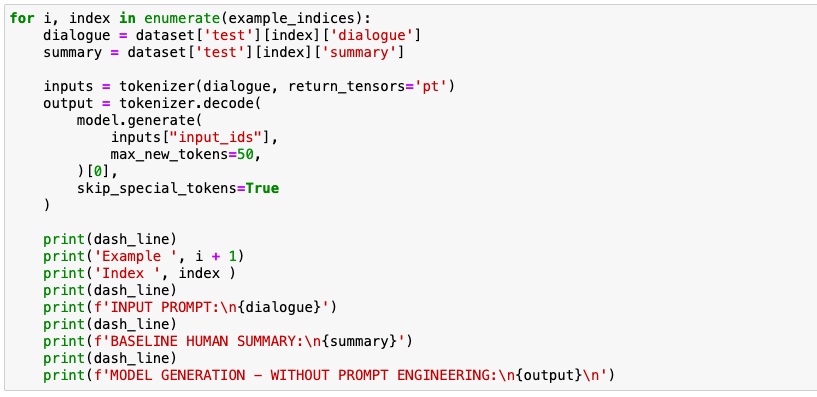 for i, index in enumerate(example_indices):
    dialogue = dataset['test'][index]['dialogue']
    summary = dataset['test'][index]['summary']

    inputs = tokenizer(dialogue, return_tensors='pt')
    output = tokenizer.decode(
        model.generate(
            inputs["input_ids"],
            max_new_tokens=50,
        )[0],
        skip_special_tokens=True
    )

    print(dash_line)
    print('Example ', i + 1)
    print('Index ', index )
    print(dash_line)
    print(f'INPUT PROMPT:\n{dialogue}')
    print(dash_line)
    print(f'BASELINE HUMAN SUMMARY:\n{summary}')
    print(dash_line)
    print(f'MODEL GENERATION - WITHOUT PROMPT ENGINEERING:\n{output}\n')